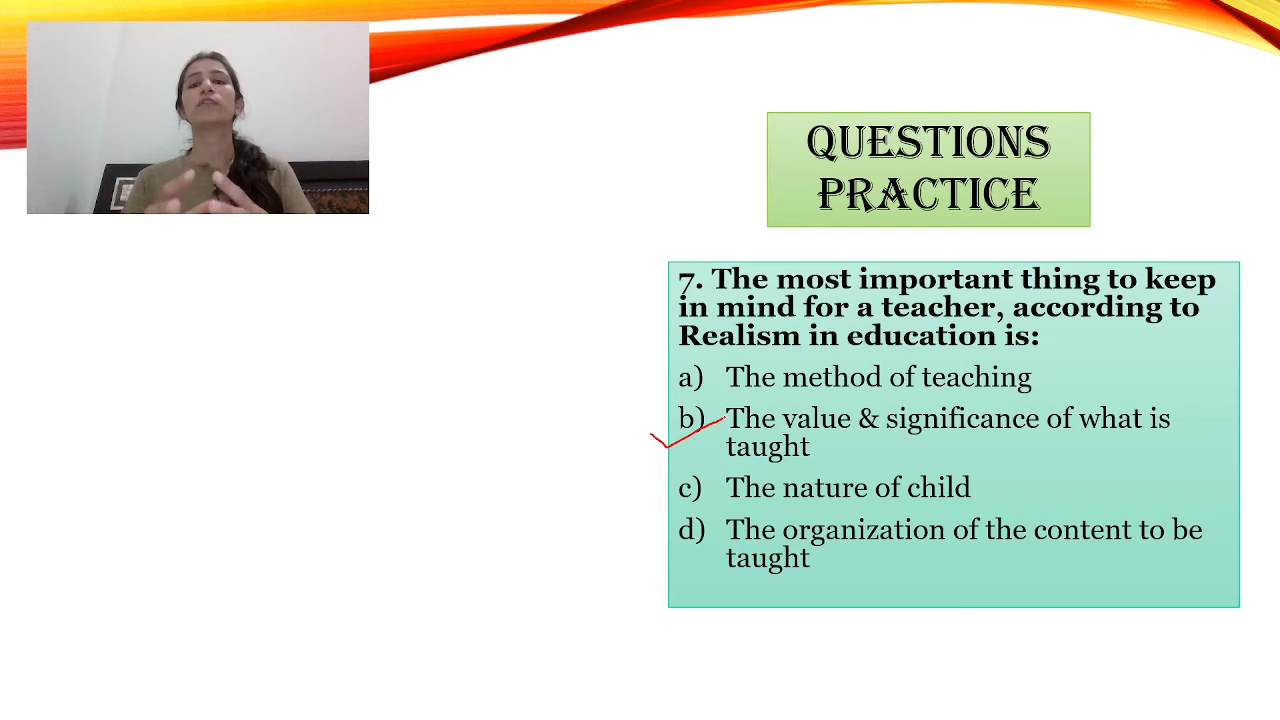 QUESTIONS
PRACTICE
7. The most important thing to keep
in mind for a teacher, according to
Realism in education is:
a) The method of teaching
b) The value & significance of what is
taught
c) The nature of child
d) The organization of the content to be
taught